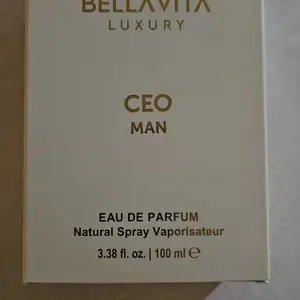 BELLAVITA
LUXURY
CEO
MAN
EAU DE PARFUM
Natural Spray Vaporisateur
3.38 fl. oz. | 100 ml ℮